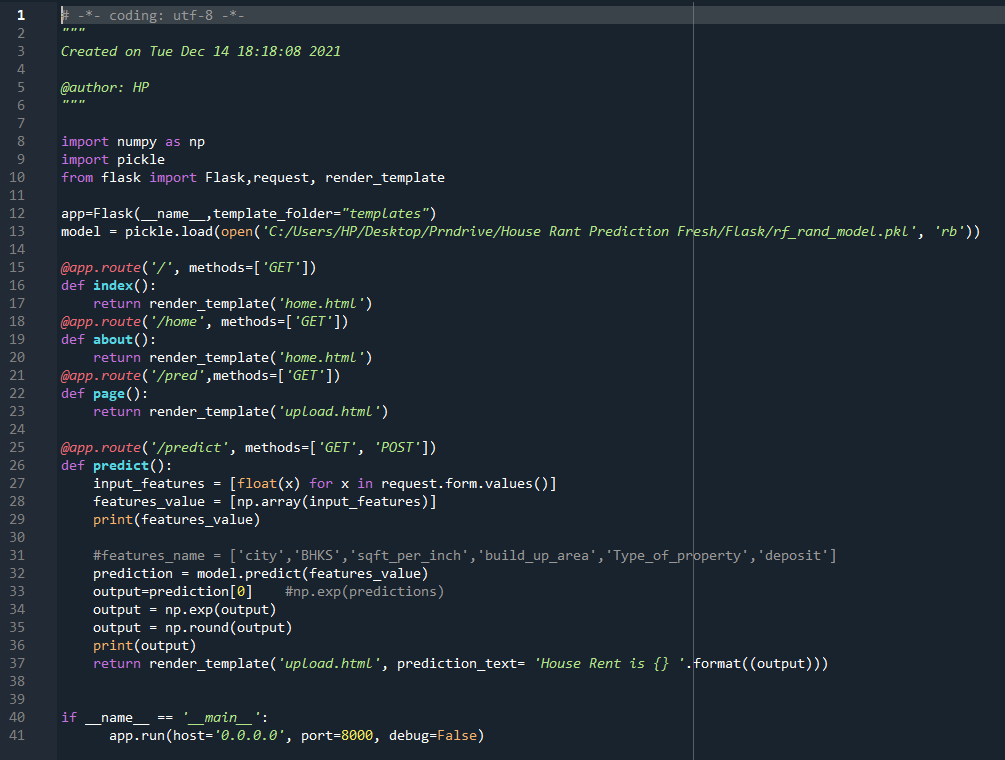 1 # -*- coding: utf-8 -*-
2 """
3 Created on Tue Dec 14 18:18:08 2021
4
5 @author: HP
6 """
7
8 import numpy as np
9 import pickle
10 from flask import Flask,request, render_template
11
12 app=Flask(__name__,template_folder="templates")
13 model = pickle.load(open('C:/Users/HP/Desktop/Prndrive/House Rant Prediction Fresh/Flask/rf_rand_model.pkl', 'rb'))
14
15 @app.route('/', methods=['GET'])
16 def index():
17     return render_template('home.html')
18 @app.route('/home', methods=['GET'])
19 def about():
20     return render_template('home.html')
21 @app.route('/pred',methods=['GET'])
22 def page():
23     return render_template('upload.html')
24
25 @app.route('/predict', methods=['GET', 'POST'])
26 def predict():
27     input_features = [float(x) for x in request.form.values()]
28     features_value = [np.array(input_features)]
29     print(features_value)
30
31     #features_name = ['city','BHKS','sqft_per_inch','build_up_area','Type_of_property','deposit']
32     prediction = model.predict(features_value)
33     output=prediction[0]    #np.exp(predictions)
34     output = np.exp(output)
35     output = np.round(output)
36     print(output)
37     return render_template('upload.html', prediction_text= 'House Rent is {} '.format((output)))
38
39
40 if __name__ == '__main__':
41       app.run(host='0.0.0.0', port=8000, debug=False)